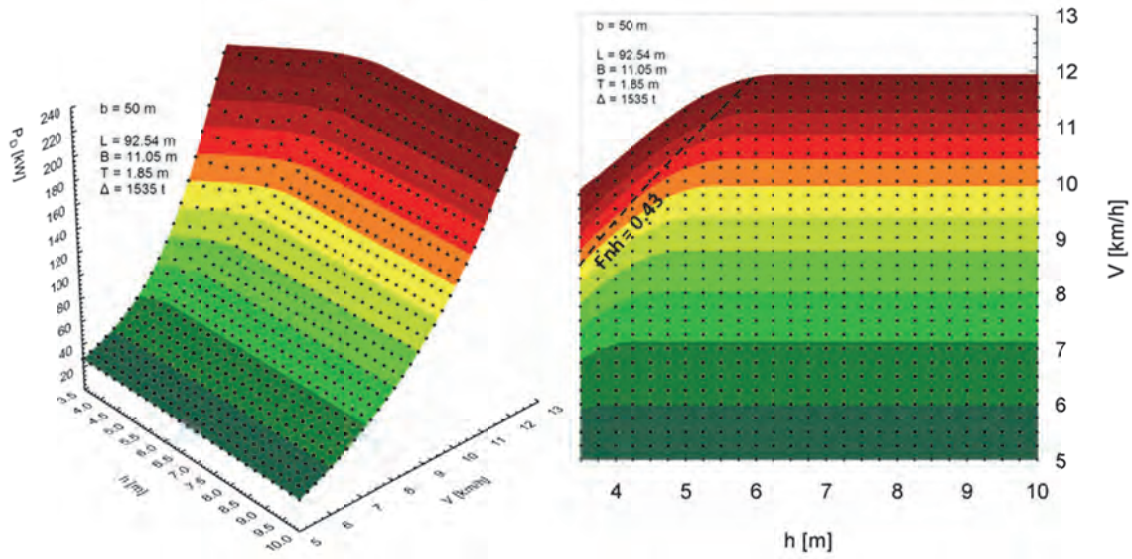 b = 50 m
L = 92.54 m
B = 11.05 m
T = 1.85 m
Δ = 1535 t
P_D [kW]
240
220
200
180
160
140
120
100
80
60
40
20
3.5
4.0
4.5
5.0
5.5
6.0
6.5
7.0
7.5
8.0
8.5
9.0
9.5
10.0
h [m]
5
6
7
8
9
10
11
12
13
V [km/h]
b = 50 m
L = 92.54 m
B = 11.05 m
T = 1.85 m
Δ = 1535 t
Fnh = 0.43
13
12
11
10
9
8
7
6
5
V [km/h]
4 5 6 7 8 9 10
h [m]